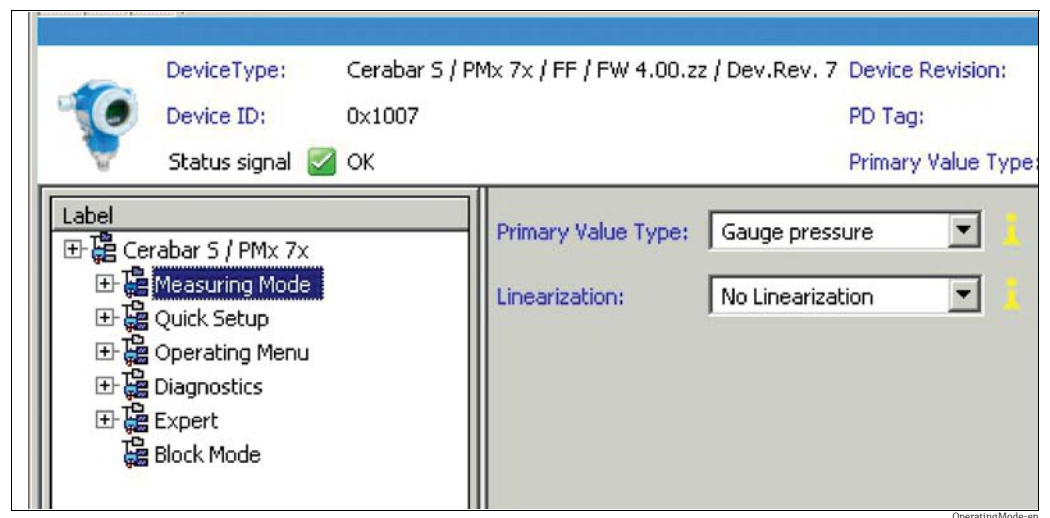 DeviceType: Cerabar S / PMx 7x / FF / FW 4.00.zz / Dev.Rev. 7 Device Revision:
Device ID: 0x1007 PD Tag:
Status signal OK Primary Value Type:
Label
Cerabar S / PMx 7x
Measuring Mode
Quick Setup
Operating Menu
Diagnostics
Expert
Block Mode
Primary Value Type: Gauge pressure
Linearization: No Linearization
OperatingMode-en